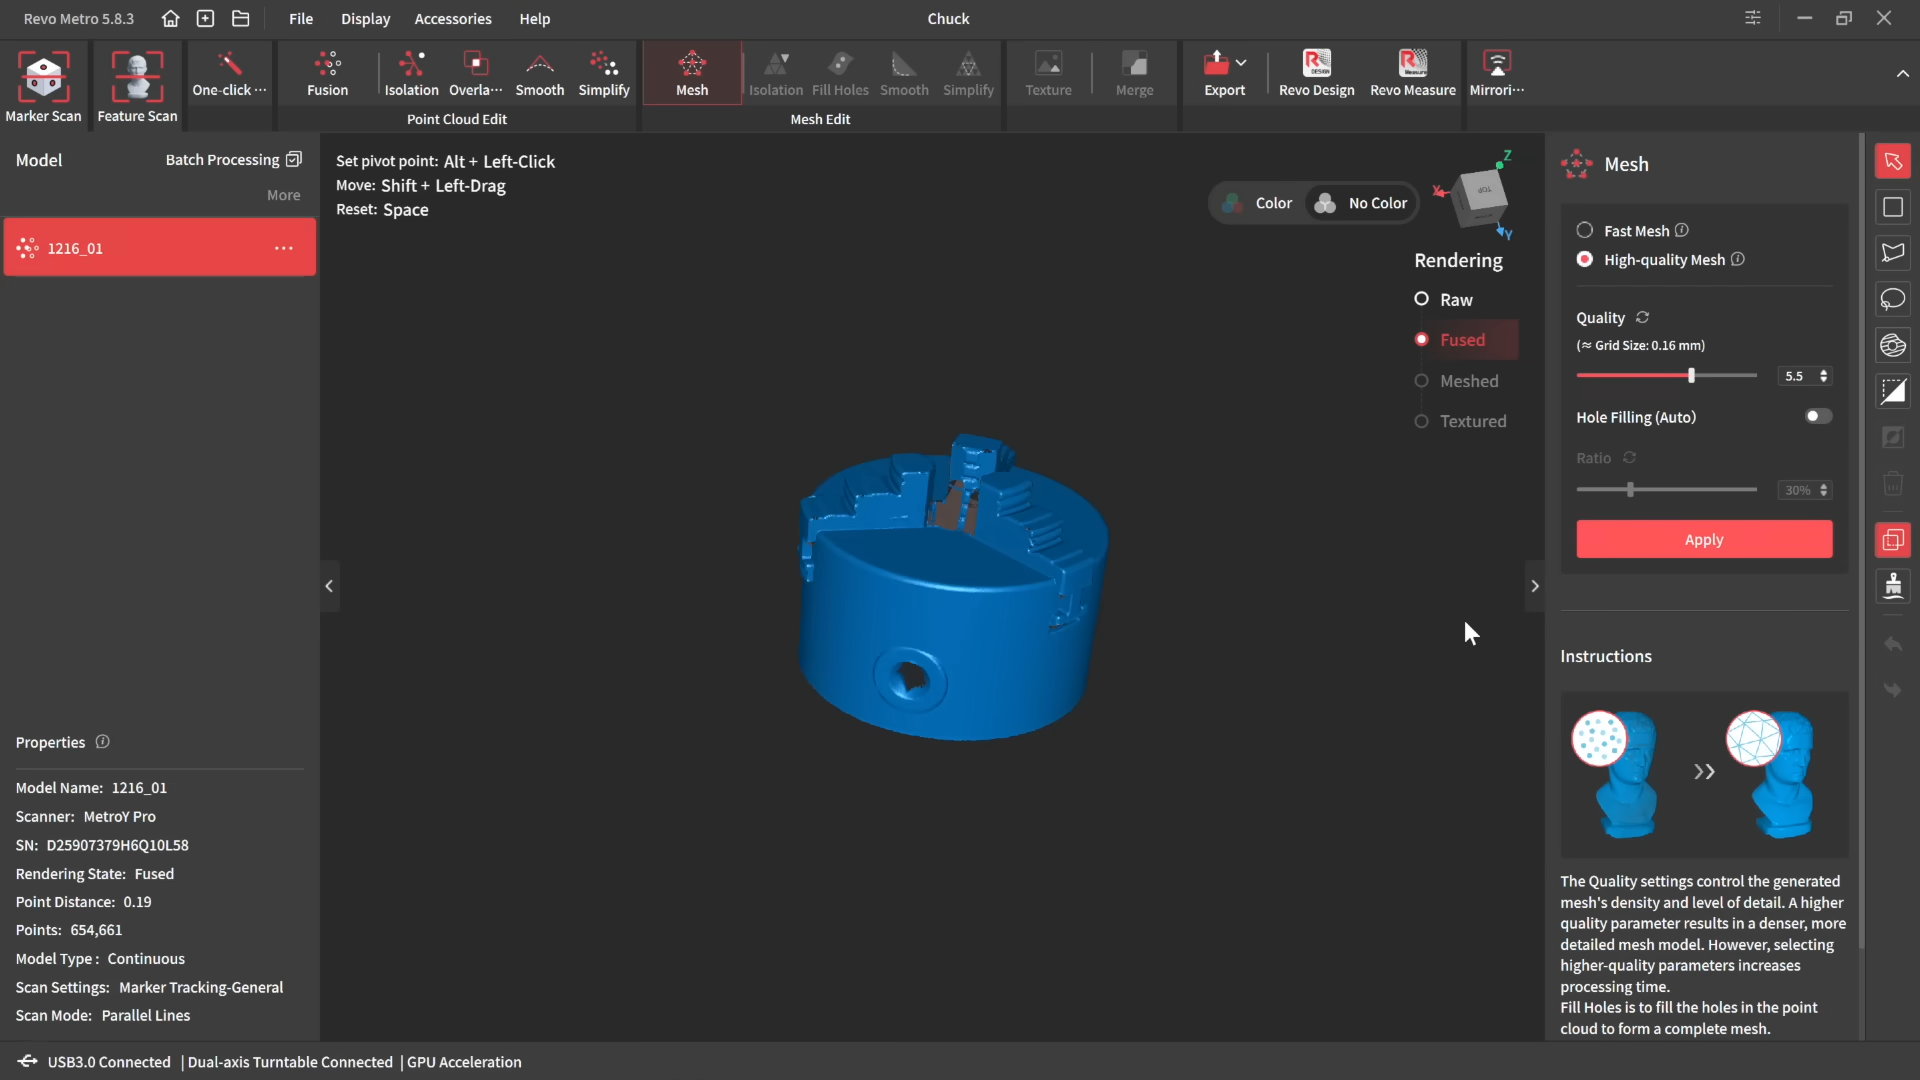 Revo Metro 5.8.3
File
Display
Accessories
Help
Chuck
Marker Scan
Feature Scan
One-click ···
Fusion
Isolation
Overla···
Smooth
Simplify
Point Cloud Edit
Mesh
Isolation
Fill Holes
Smooth
Simplify
Mesh Edit
Texture
Merge
Export
Revo Design
Revo Measure
Mirrori···
Model
Batch Processing
More
1216_01
Set pivot point: Alt + Left-Click
Move: Shift + Left-Drag
Reset: Space
Color
No Color
Z
X
Y
TOP
Rendering
Raw
Fused
Meshed
Textured
Mesh
Fast Mesh
High-quality Mesh
Quality
(≈ Grid Size: 0.16 mm)
5.5
Hole Filling (Auto)
Ratio
30%
Apply
Instructions
The Quality settings control the generated
mesh's density and level of detail. A higher
quality parameter results in a denser, more
detailed mesh model. However, selecting
higher-quality parameters increases
processing time.
Fill Holes is to fill the holes in the point
cloud to form a complete mesh.
Properties
Model Name: 1216_01
Scanner: MetroY Pro
SN: D25907379H6Q10L58
Rendering State: Fused
Point Distance: 0.19
Points: 654,661
Model Type : Continuous
Scan Settings: Marker Tracking-General
Scan Mode: Parallel Lines
USB3.0 Connected | Dual-axis Turntable Connected | GPU Acceleration